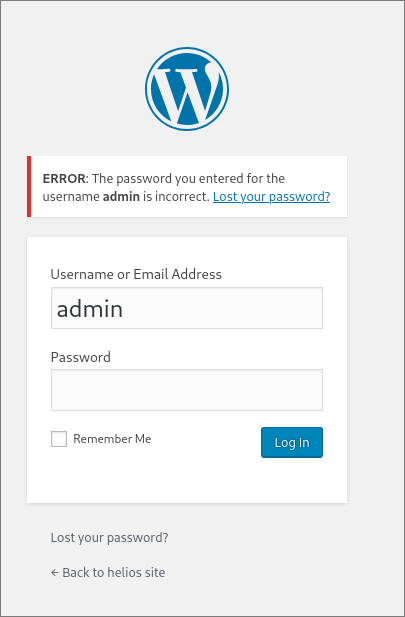 ERROR: The password you entered for the
username admin is incorrect. Lost your password?
Username or Email Address
admin
Password
Remember Me
Log In
Lost your password?
← Back to helios site